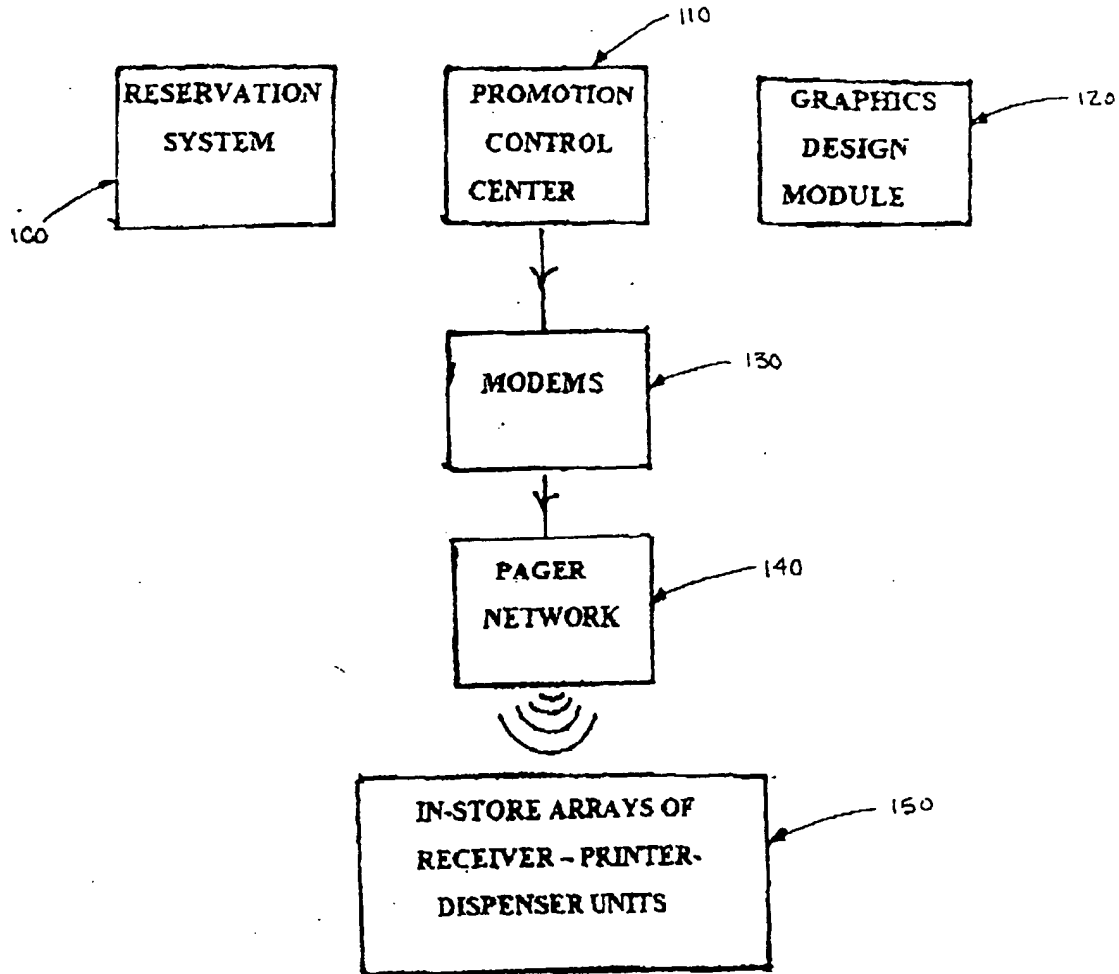 110
RESERVATION
SYSTEM
100
PROMOTION
CONTROL
CENTER
GRAPHICS
DESIGN
MODULE
120
MODEMS
130
PAGER
NETWORK
140
IN-STORE ARRAYS OF
RECEIVER - PRINTER-
DISPENSER UNITS
150